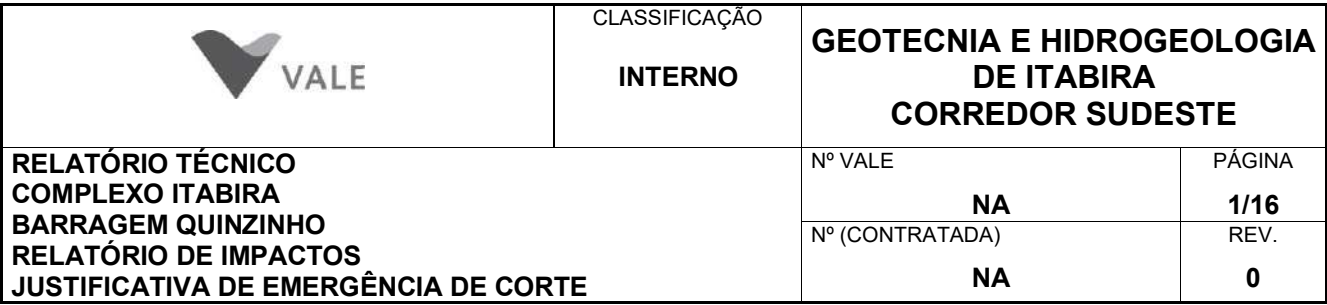 VALE
CLASSIFICAÇÃO
INTERNO
GEOTECNIA E HIDROGEOLOGIA
DE ITABIRA
CORREDOR SUDESTE
RELATÓRIO TÉCNICO
COMPLEXO ITABIRA
BARRAGEM QUINZINHO
RELATÓRIO DE IMPACTOS
JUSTIFICATIVA DE EMERGÊNCIA DE CORTE
Nº VALE
NA
PÁGINA
1/16
Nº (CONTRATADA)
NA
REV.
0